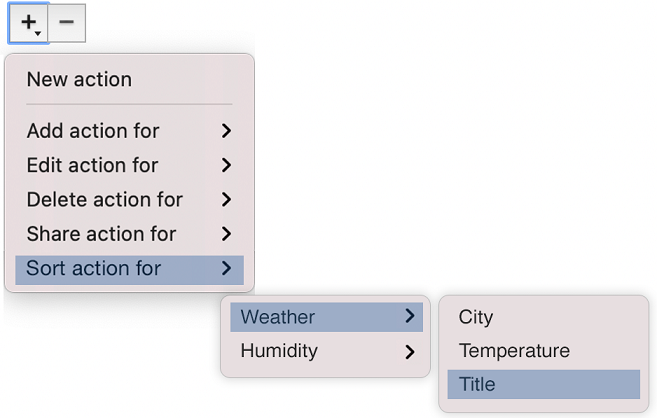 New action
Add action for
Edit action for
Delete action for
Share action for
Sort action for
Weather
Humidity
City
Temperature
Title